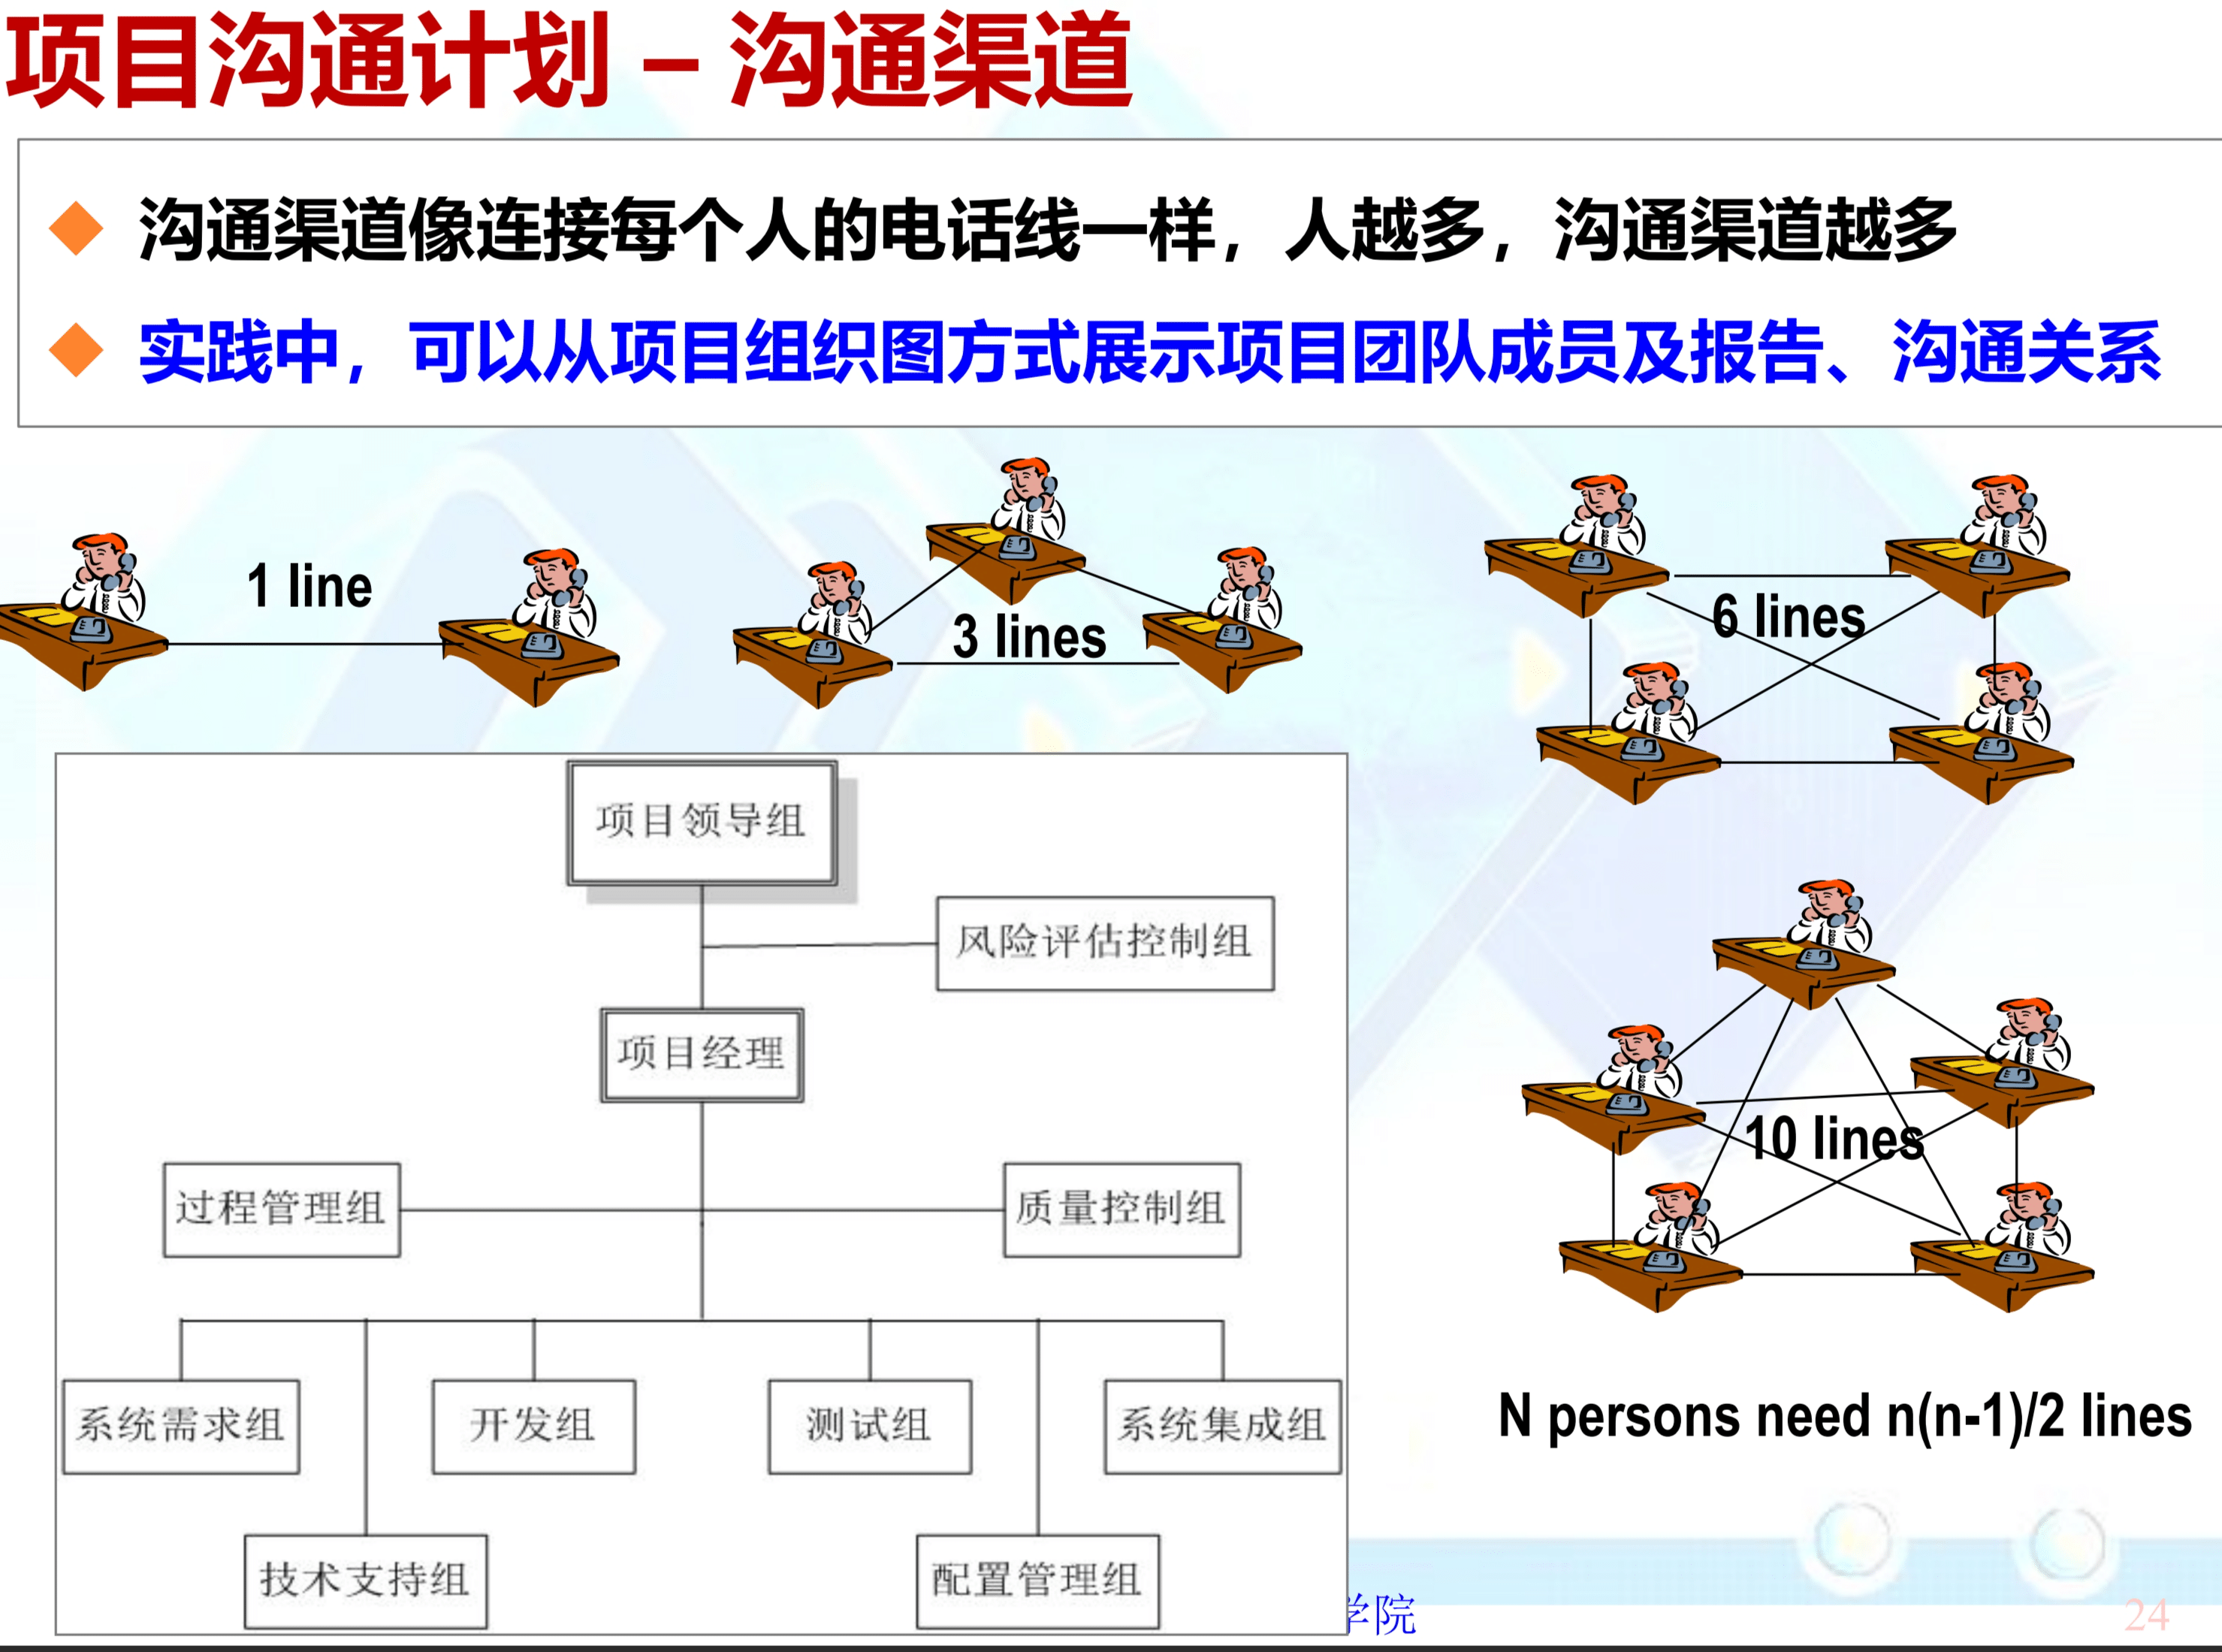 项目沟通计划 – 沟通渠道
沟通渠道像连接每个人的电话线一样，人越多，沟通渠道越多
实践中，可以从项目组织图方式展示项目团队成员及报告、沟通关系
1 line
3 lines
6 lines
项目领导组
风险评估控制组
项目经理
过程管理组
质量控制组
系统需求组
开发组
测试组
系统集成组
技术支持组
配置管理组
10 lines
N persons need n(n-1)/2 lines
学院
24